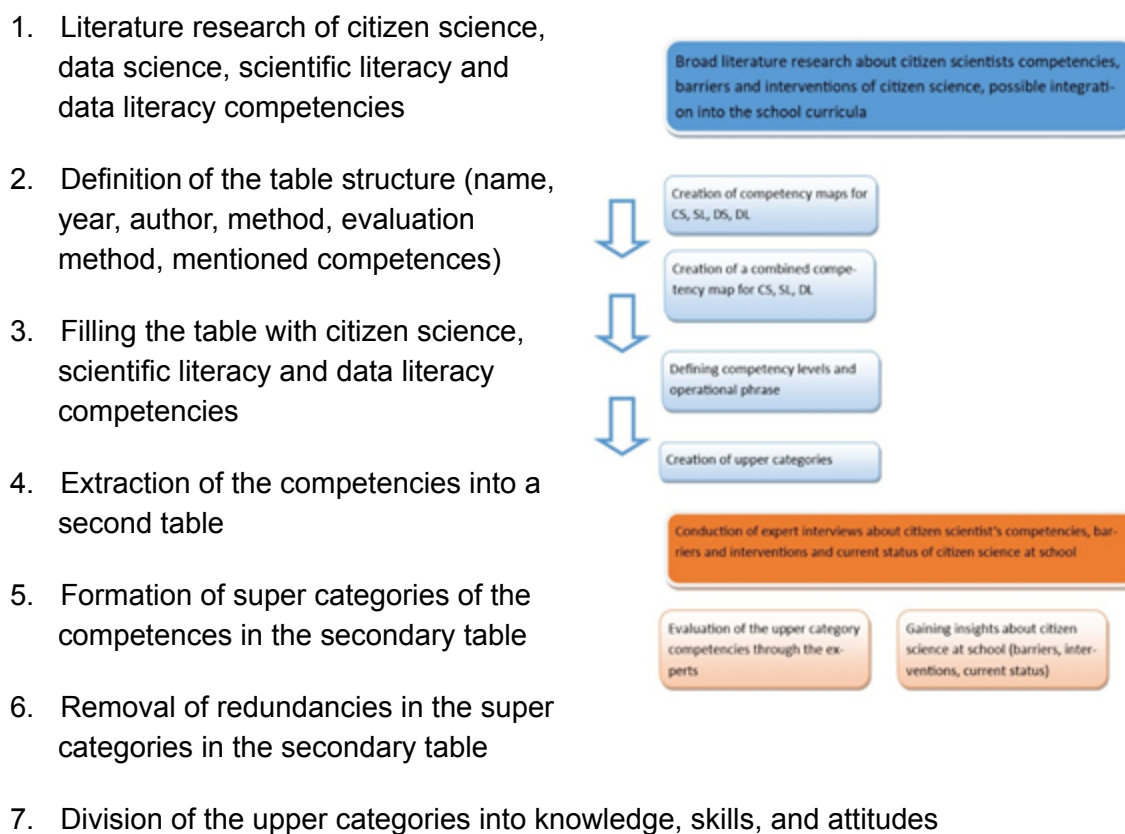 1. Literature research of citizen science,
data science, scientific literacy and
data literacy competencies
2. Definition of the table structure (name,
year, author, method, evaluation
method, mentioned competences)
3. Filling the table with citizen science,
scientific literacy and data literacy
competencies
4. Extraction of the competencies into a
second table
5. Formation of super categories of the
competences in the secondary table
6. Removal of redundancies in the super
categories in the secondary table
7. Division of the upper categories into knowledge, skills, and attitudes
Broad literature research about citizen scientists competencies,
barriers and interventions of citizen science, possible integrati-
on into the school curricula
Creation of competency maps for
CS, SL, DS, DL
Creation of a combined compe-
tency map for CS, SL, DL
Defining competency levels and
operational phrase
Creation of upper categories
Conduction of expert interviews about citizen scientist's competencies, bar-
riers and interventions and current status of citizen science at school
Evaluation of the upper category
competencies through the ex-
perts
Gaining insights about citizen
science at school (barriers, inter-
ventions, current status)